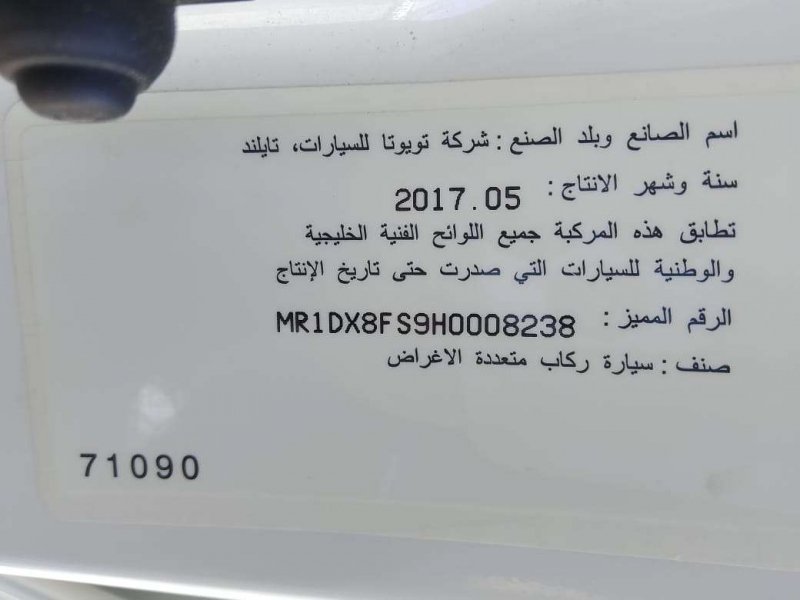 اسم الصانع وبلد الصنع : شركة تويوتا للسيارات، تايلند
سنة وشهر الانتاج : 2017.05
تطابق هذه المركبة جميع اللوائح الفنية الخليجية
والوطنية للسيارات التي صدرت حتى تاريخ الإنتاج
الرقم المميز : MR1DX8FS9H0008238
صنف : سيارة ركاب متعددة الاغراض
71090